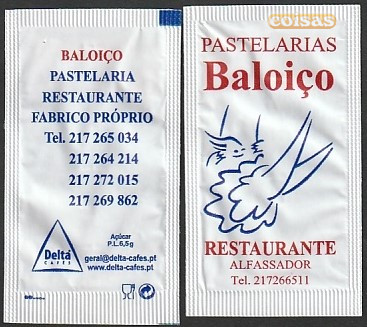 BALOIÇO
PASTELARIA
RESTAURANTE
FABRICO PRÓPRIO
Tel. 217 265 034
217 264 214
217 272 015
217 269 862
Açúcar
P.L.6,5g
Delta
CAFÉS
geral@delta-cafes.pt
www.delta-cafes.pt
coisas
PASTELARIAS
Baloiço
RESTAURANTE
ALFASSADOR
Tel. 217266511